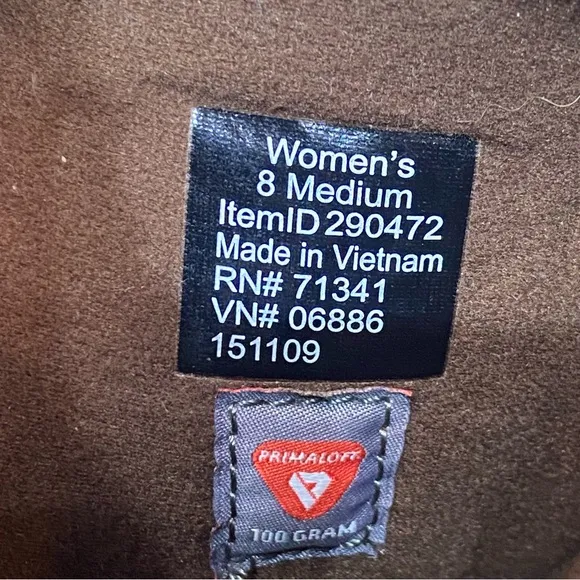 Women's
8 Medium
ItemID 290472
Made in Vietnam
RN# 71341
VN# 06886
151109
PRIMALOFT
100 GRAM